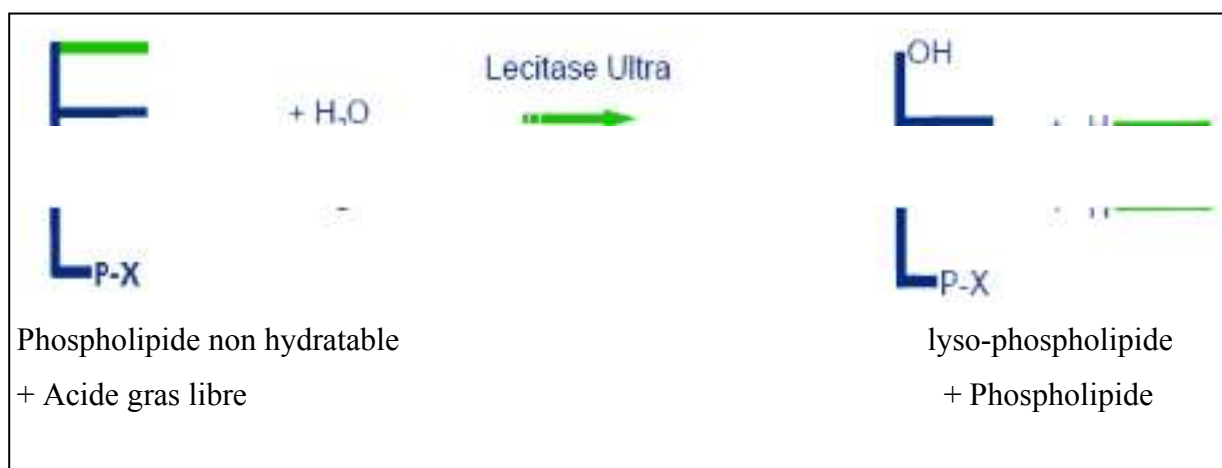 Lecitase Ultra
OH
+ H₂O
+ H
P-X
P-X
Phospholipide non hydratable
lyso-phospholipide
+ Acide gras libre
+ Phospholipide